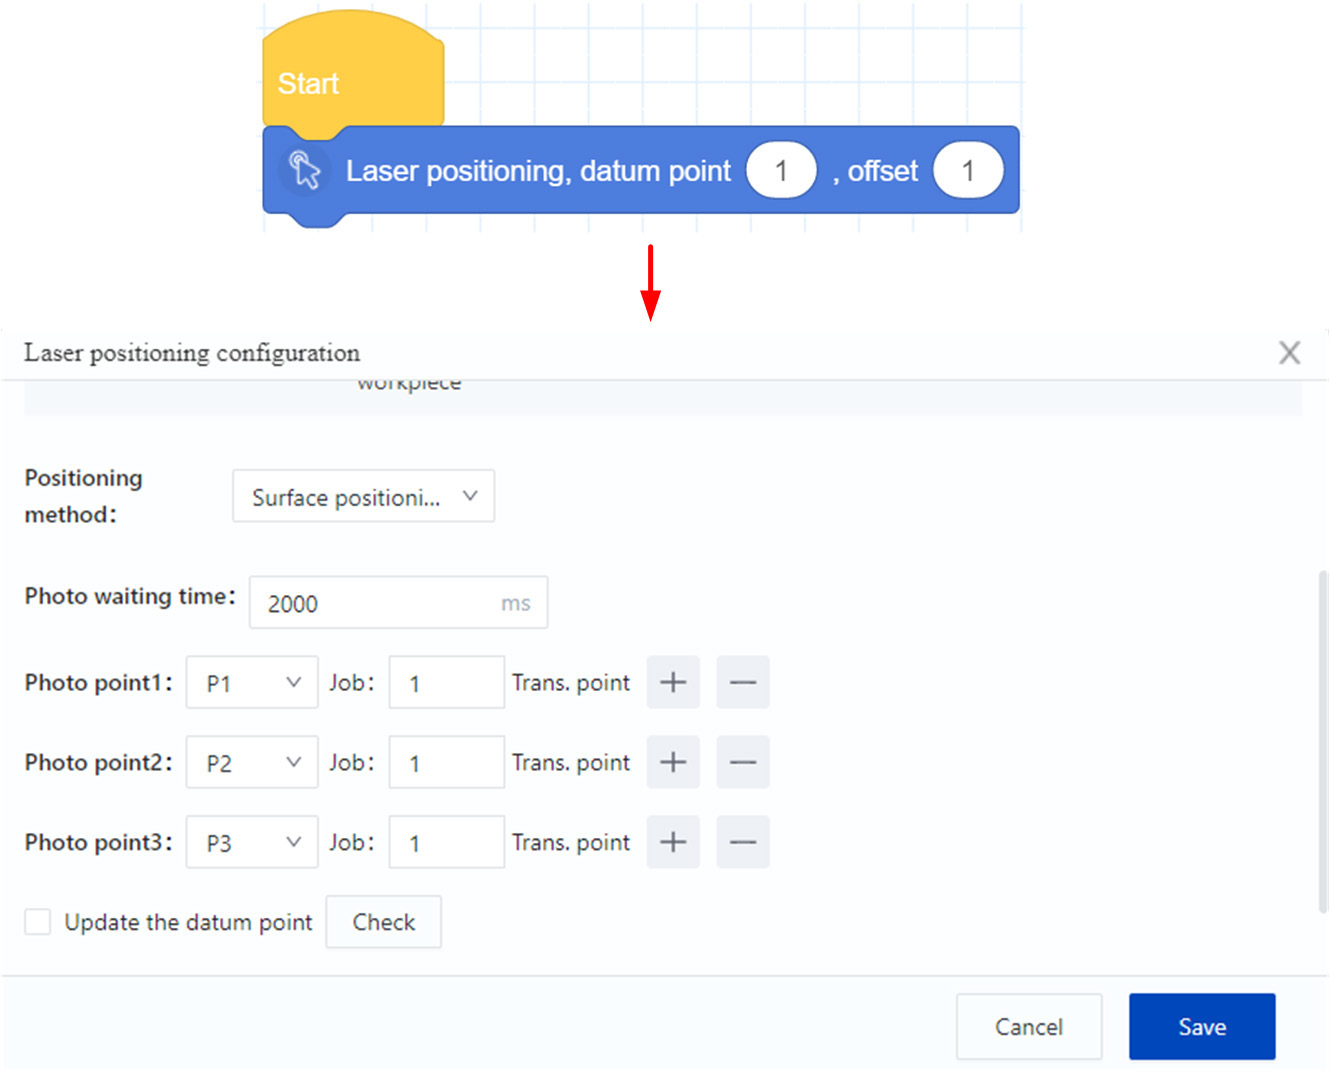 Start
Laser positioning, datum point 1 , offset 1
Laser positioning configuration
workpiece
Positioning
method:
Surface positioni...
Photo waiting time: 2000 ms
Photo point1: P1 Job: 1 Trans. point + −
Photo point2: P2 Job: 1 Trans. point + −
Photo point3: P3 Job: 1 Trans. point + −
Update the datum point Check
Cancel Save